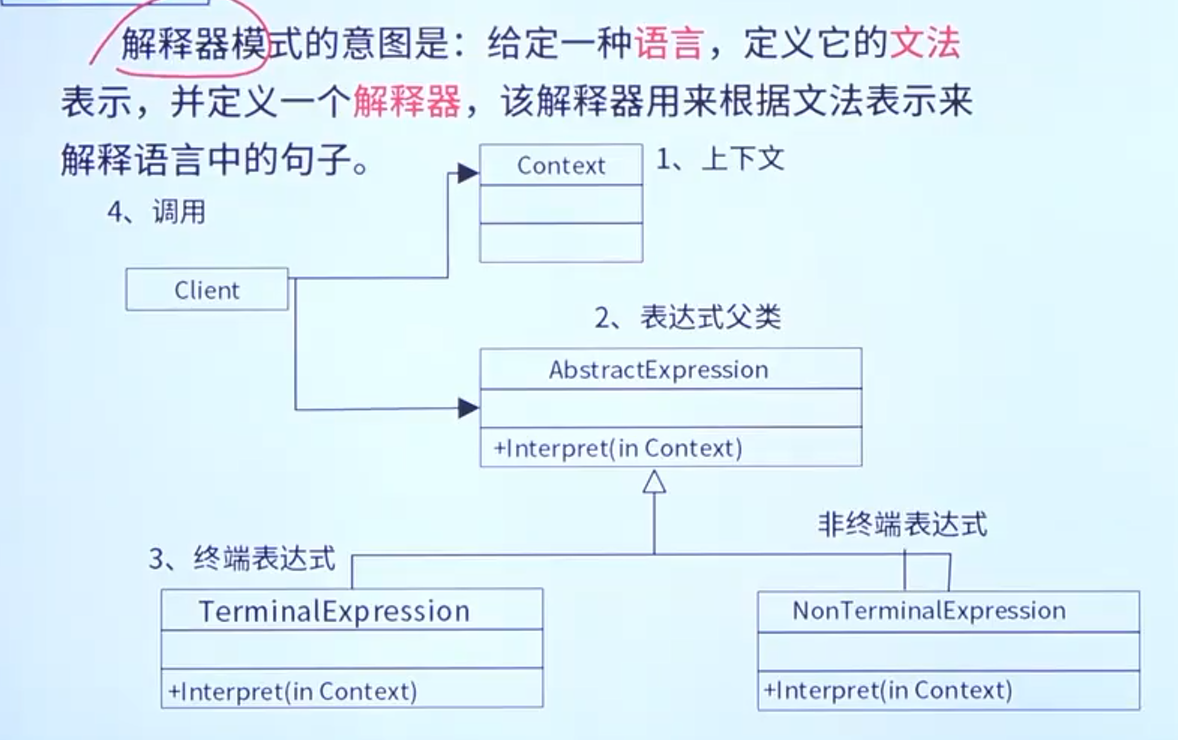 解释器模式的意图是：给定一种语言，定义它的文法
表示，并定义一个解释器，该解释器用来根据文法表示来
解释语言中的句子。
Context
1、上下文
4、调用
Client
2、表达式父类
AbstractExpression
+Interpret(in Context)
非终端表达式
3、终端表达式
TerminalExpression
NonTerminalExpression
+Interpret(in Context)
+Interpret(in Context)